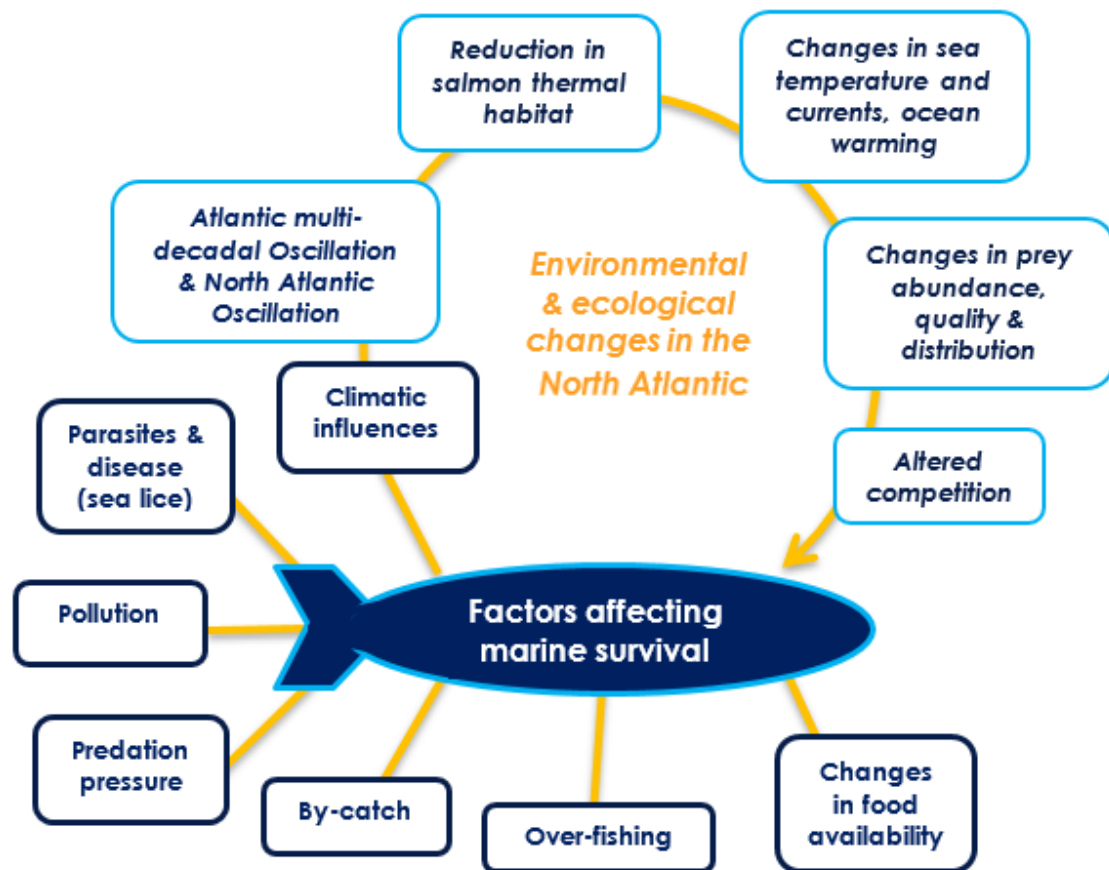 Reduction in
salmon thermal
habitat
Changes in sea
temperature and
currents, ocean
warming
Atlantic multi-
decadal Oscillation
& North Atlantic
Oscillation
Environmental
& ecological
changes in the
North Atlantic
Changes in prey
abundance,
quality &
distribution
Climatic
influences
Parasites &
disease
(sea lice)
Altered
competition
Pollution
Factors affecting
marine survival
Predation
pressure
By-catch
Over-fishing
Changes
in food
availability